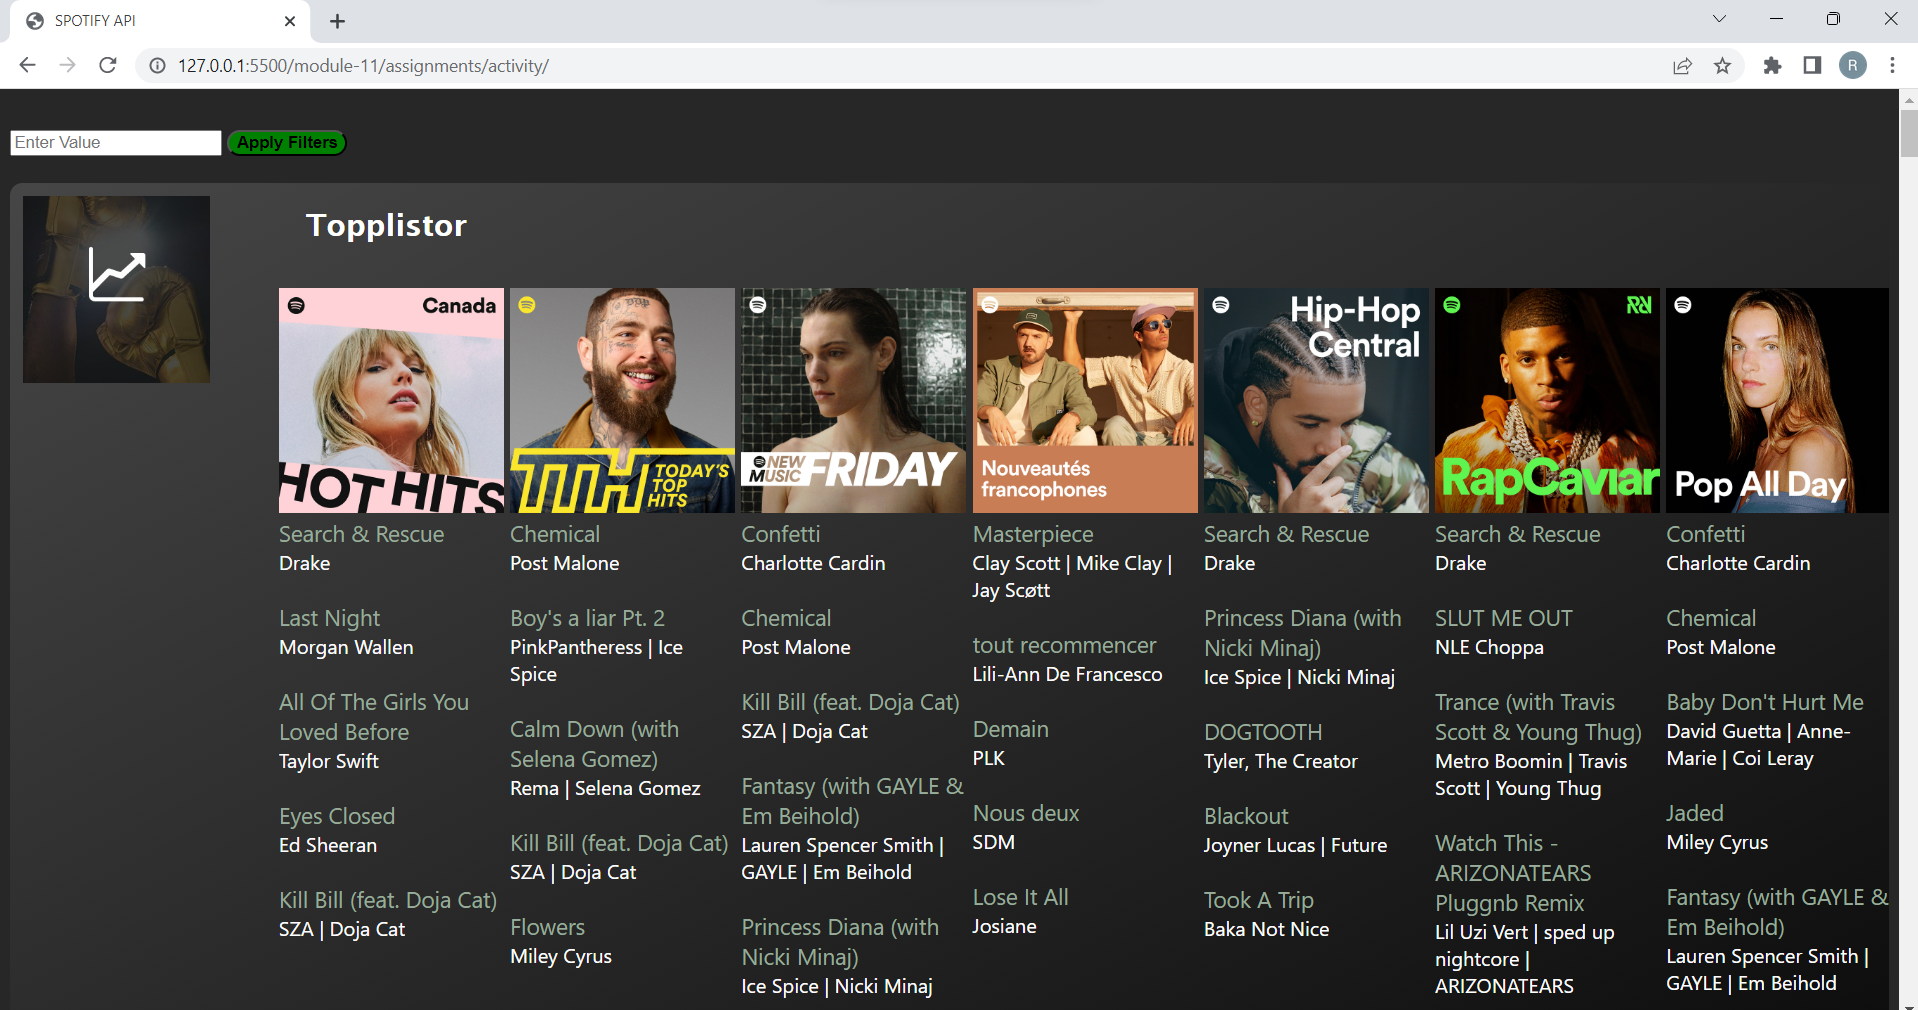 SPOTIFY API
127.0.0.1:5500/module-11/assignments/activity/
R
Enter Value
Apply Filters
Topplistor
Canada
HOT HITS
Search & Rescue
Drake
Last Night
Morgan Wallen
All Of The Girls You
Loved Before
Taylor Swift
Eyes Closed
Ed Sheeran
Kill Bill (feat. Doja Cat)
SZA | Doja Cat
TTH
TODAY'S
TOP
HITS
Chemical
Post Malone
Boy's a liar Pt. 2
PinkPantheress | Ice
Spice
Calm Down (with
Selena Gomez)
Rema | Selena Gomez
Kill Bill (feat. Doja Cat)
SZA | Doja Cat
Flowers
Miley Cyrus
NEW
MUSIC
FRIDAY
Confetti
Charlotte Cardin
Chemical
Post Malone
Kill Bill (feat. Doja Cat)
SZA | Doja Cat
Fantasy (with GAYLE &
Em Beihold)
Lauren Spencer Smith |
GAYLE | Em Beihold
Princess Diana (with
Nicki Minaj)
Ice Spice | Nicki Minaj
Nouveautés
francophones
Masterpiece
Clay Scott | Mike Clay |
Jay Scøtt
tout recommencer
Lili-Ann De Francesco
Demain
PLK
Nous deux
SDM
Lose It All
Josiane
Hip-Hop
Central
Search & Rescue
Drake
Princess Diana (with
Nicki Minaj)
Ice Spice | Nicki Minaj
DOGTOOTH
Tyler, The Creator
Blackout
Joyner Lucas | Future
Took A Trip
Baka Not Nice
RapCaviar
Search & Rescue
Drake
SLUT ME OUT
NLE Choppa
Trance (with Travis
Scott & Young Thug)
Metro Boomin | Travis
Scott | Young Thug
Watch This -
ARIZONATEARS
Pluggnb Remix
Lil Uzi Vert | sped up
nightcore |
ARIZONATEARS
Pop All Day
Confetti
Charlotte Cardin
Chemical
Post Malone
Baby Don't Hurt Me
David Guetta | Anne-
Marie | Coi Leray
Jaded
Miley Cyrus
Fantasy (with GAYLE &
Em Beihold)
Lauren Spencer Smith |
GAYLE | Em Beihold